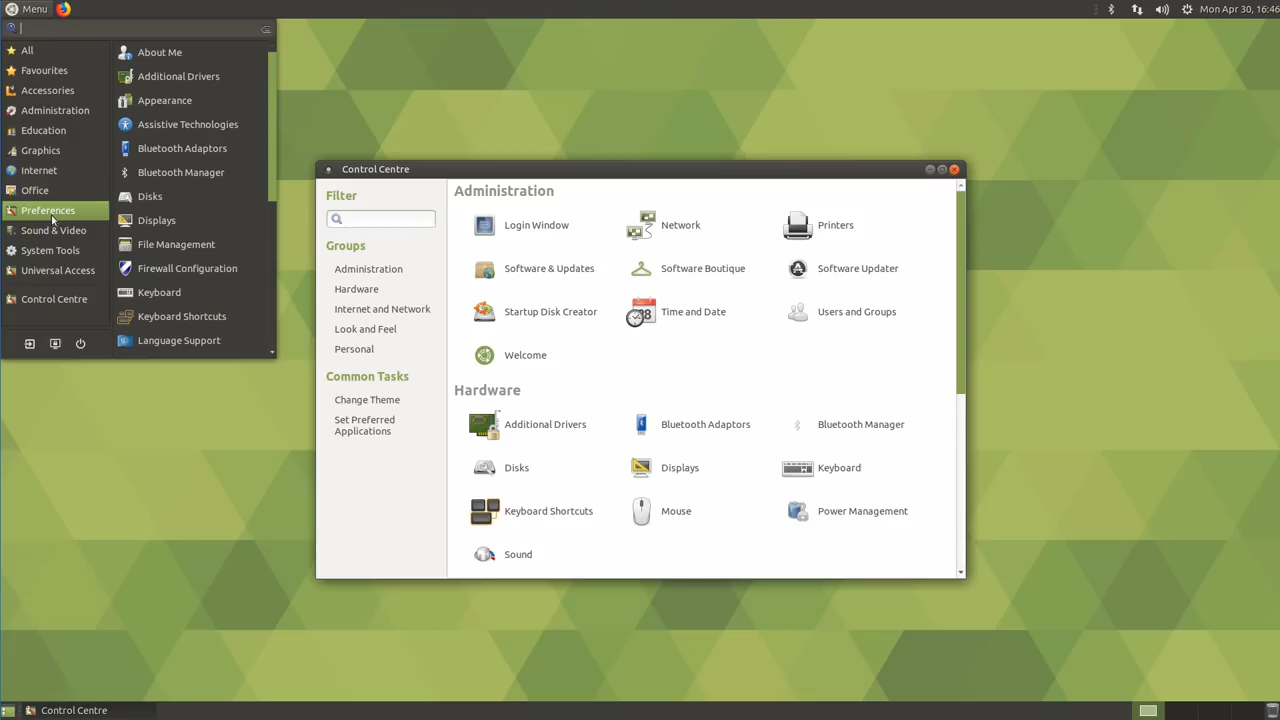 Menu
Mon Apr 30, 16:46
All
Favourites
Accessories
Administration
Education
Graphics
Internet
Office
Preferences
Sound & Video
System Tools
Universal Access
Control Centre
About Me
Additional Drivers
Appearance
Assistive Technologies
Bluetooth Adaptors
Bluetooth Manager
Disks
Displays
File Management
Firewall Configuration
Keyboard
Keyboard Shortcuts
Language Support
Control Centre
Filter
Groups
Administration
Hardware
Internet and Network
Look and Feel
Personal
Common Tasks
Change Theme
Set Preferred
Applications
Administration
Login Window
Network
Printers
Software & Updates
Software Boutique
Software Updater
Startup Disk Creator
Time and Date
Users and Groups
Welcome
Hardware
Additional Drivers
Bluetooth Adaptors
Bluetooth Manager
Disks
Displays
Keyboard
Keyboard Shortcuts
Mouse
Power Management
Sound
Control Centre